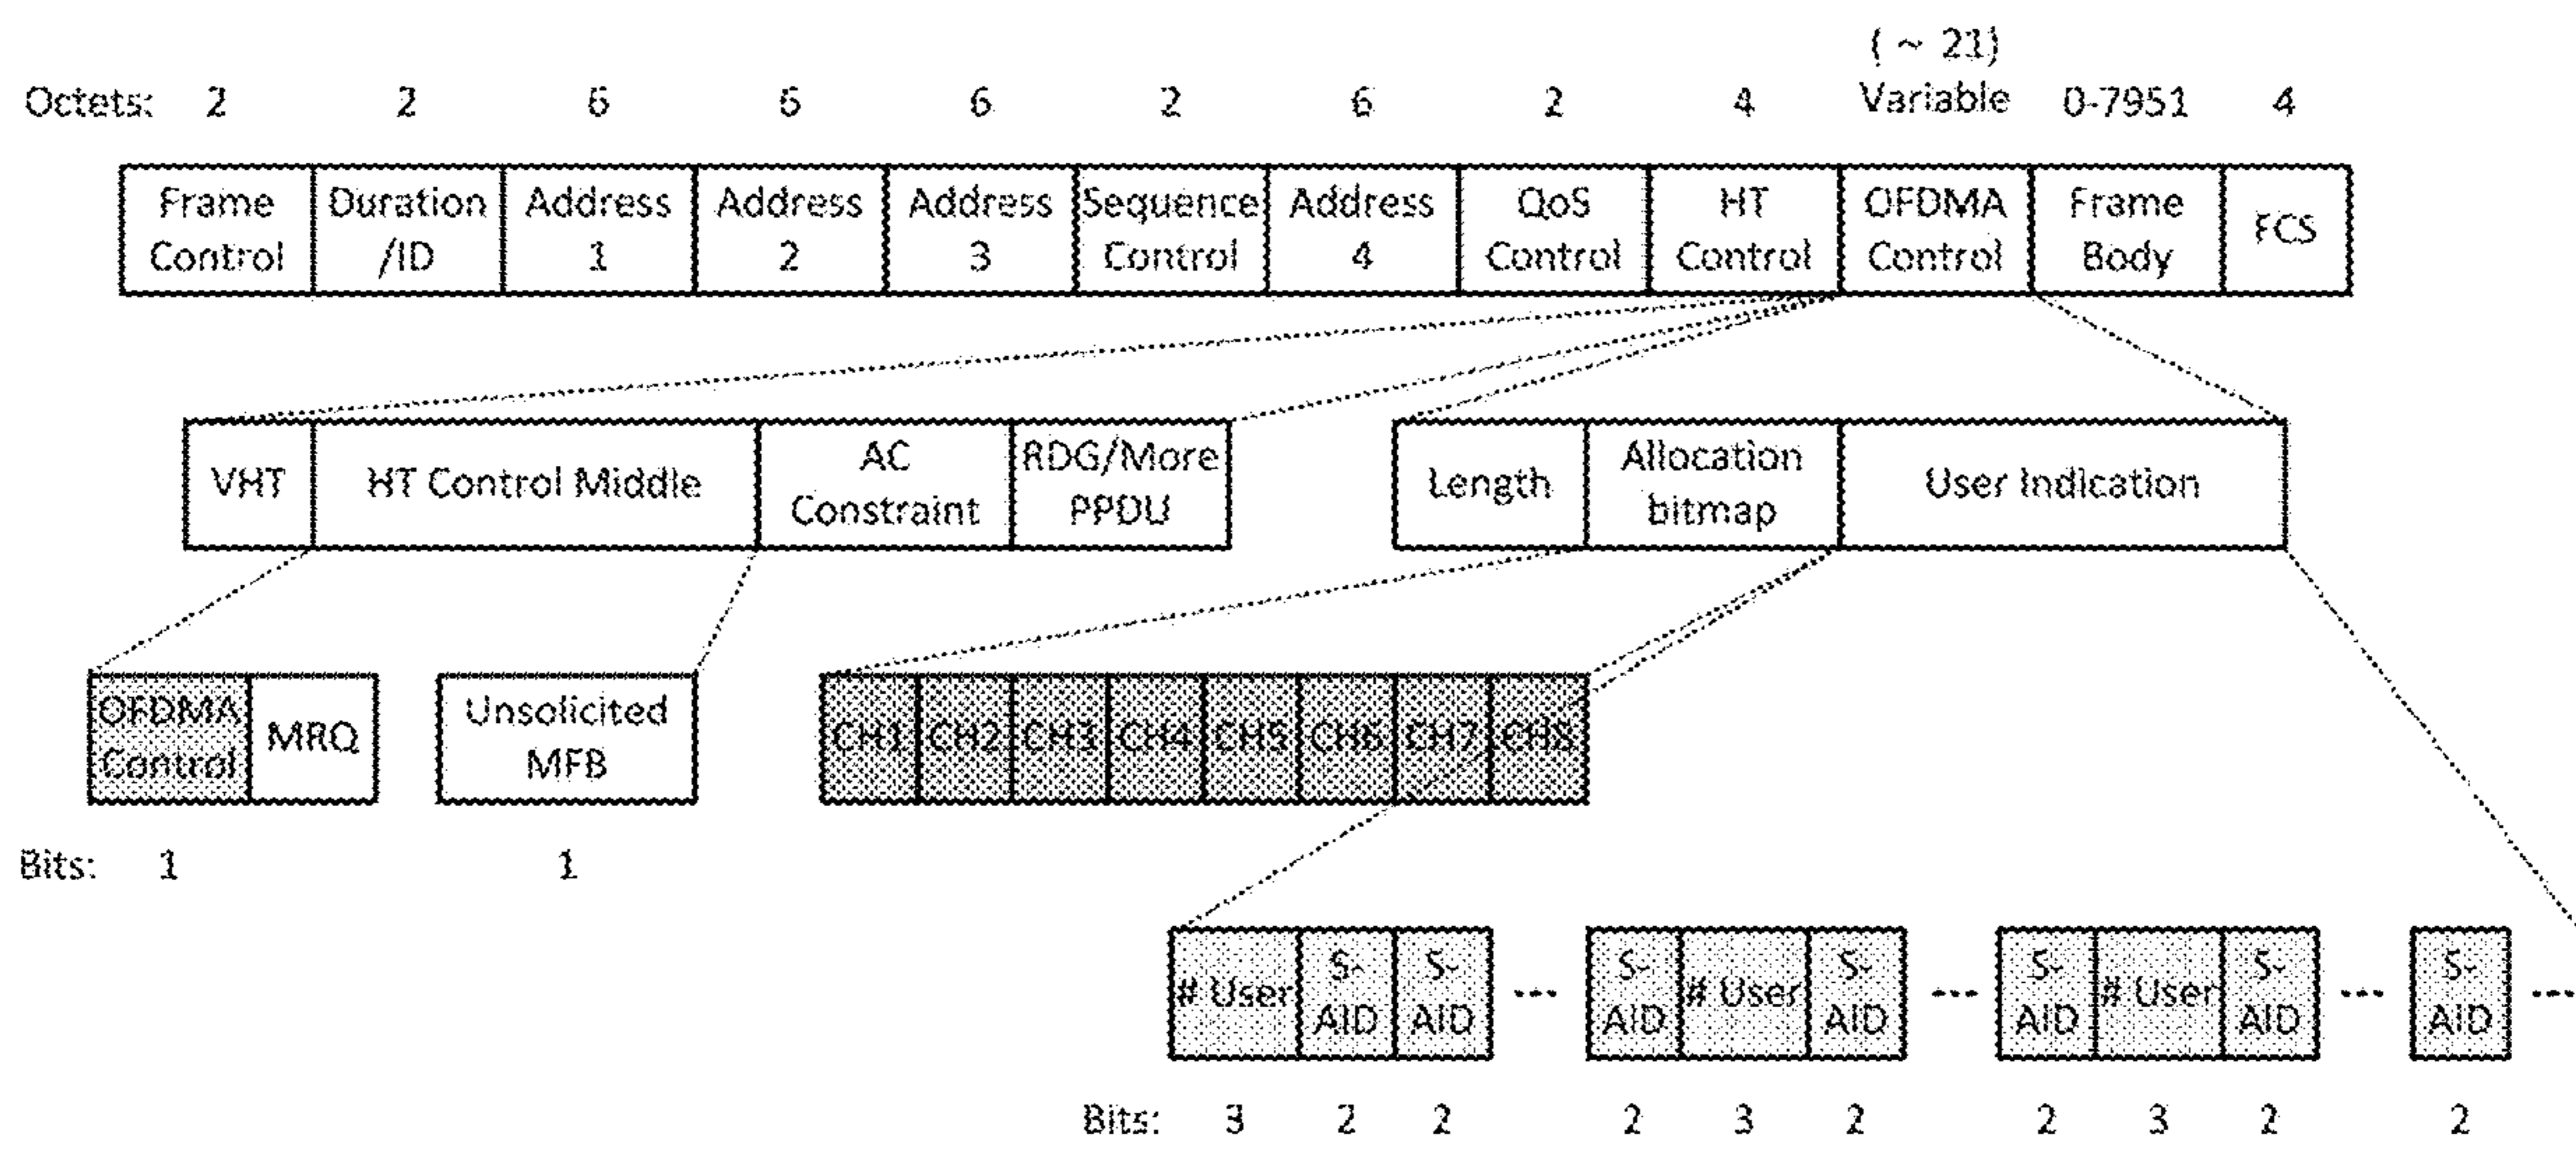 ( ~ 21)
Octets: 2 2 6 6 6 2 6 2 4 Variable 0-7951 4
Frame Duration Address Address Address Sequence Address QoS HT OFDMA Frame FCS
Control /ID 1 2 3 Control 4 Control Control Control Body
VHT HT Control Middle AC RDG/More Length Allocation User Indication
Constraint PPDU bitmap
OFDMA MRQ Unsolicited CH1 CH2 CH3 CH4 CH5 CH6 CH7 CH8
Control MFB
Bits: 1 1
# User S- S- ... S- # User S- ... S- # User S- ... S- ...
AID AID AID AID AID AID AID
Bits: 3 2 2 2 3 2 2 3 2 2